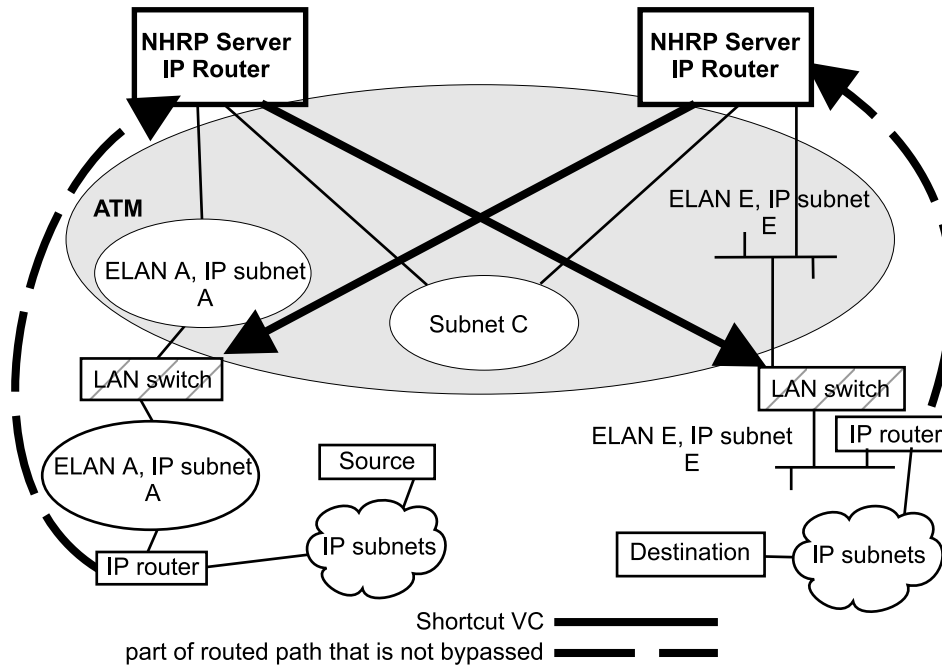 NHRP Server
IP Router
NHRP Server
IP Router
ATM
ELAN E, IP subnet
E
ELAN A, IP subnet
A
Subnet C
LAN switch
LAN switch
ELAN E, IP subnet
E
IP router
ELAN A, IP subnet
A
Source
IP subnets
IP router
Destination
IP subnets
Shortcut VC
part of routed path that is not bypassed